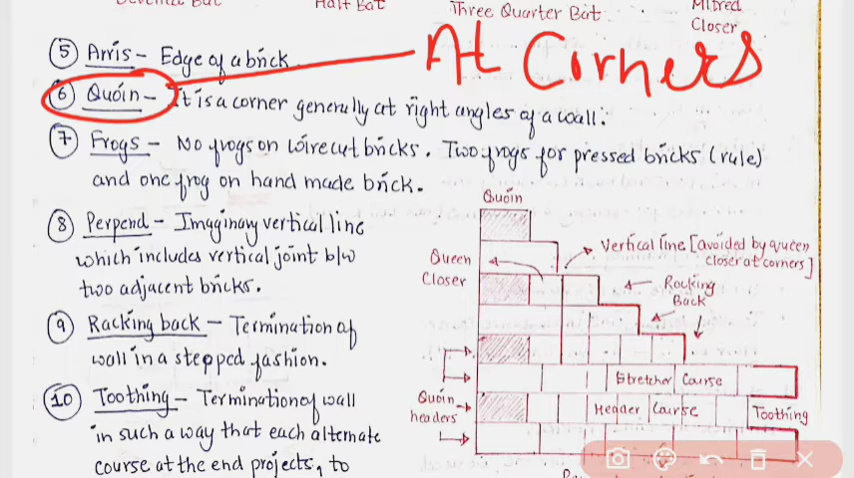 Half Bat
Three Quarter Bat
Mitred
Closer
⑤ Arris - Edge of a brick
At Corners
⑥ Quoin - It is a corner generally at right angles of a wall.
⑦ Frogs - No frogs on wirecut bricks. Two frogs for pressed bricks (rule)
and one frog on hand made brick.
⑧ Perpend - Imaginary vertical line
which includes vertical joint b/w
two adjacent bricks.
⑨ Racking back - Termination of
wall in a stepped fashion.
⑩ Toothing - Termination of wall
in such a way that each alternate
course at the end projects, to
Quoin
Vertical line [avoided by queen
closer at corners]
Queen
Closer
Rocking
Back
Stretcher Course
Quoin
headers
Header Course
Toothing